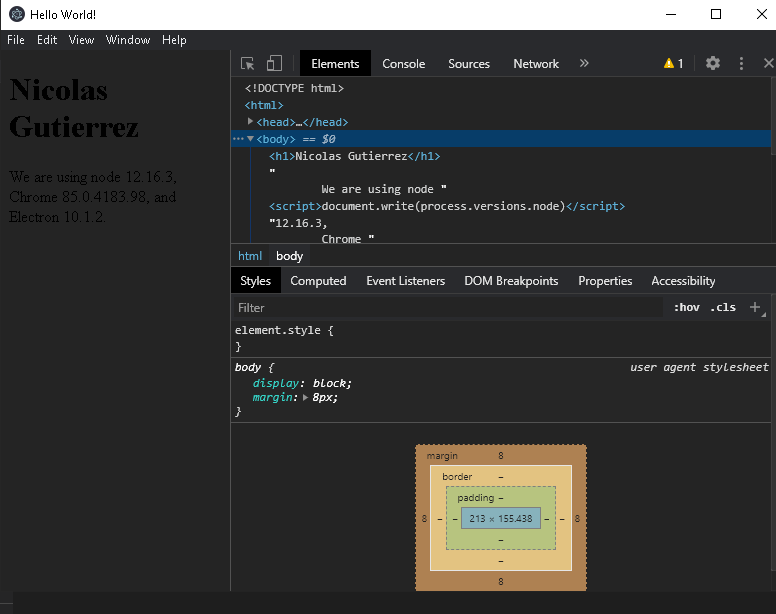 Hello World!
File Edit View Window Help
Nicolas
Gutierrez
We are using node 12.16.3,
Chrome 85.0.4183.98, and
Electron 10.1.2.
Elements Console Sources Network » 1
<!DOCTYPE html>
<html>
<head>…</head>
<body> == $0
<h1>Nicolas Gutierrez</h1>
"
We are using node "
<script>document.write(process.versions.node)</script>
"12.16.3,
Chrome "
html body
Styles Computed Event Listeners DOM Breakpoints Properties Accessibility
Filter :hov .cls +
element.style {
}
body { user agent stylesheet
display: block;
margin: 8px;
}
margin 8
border –
padding –
8 – – 213 × 155.438 – – 8
–
–
8